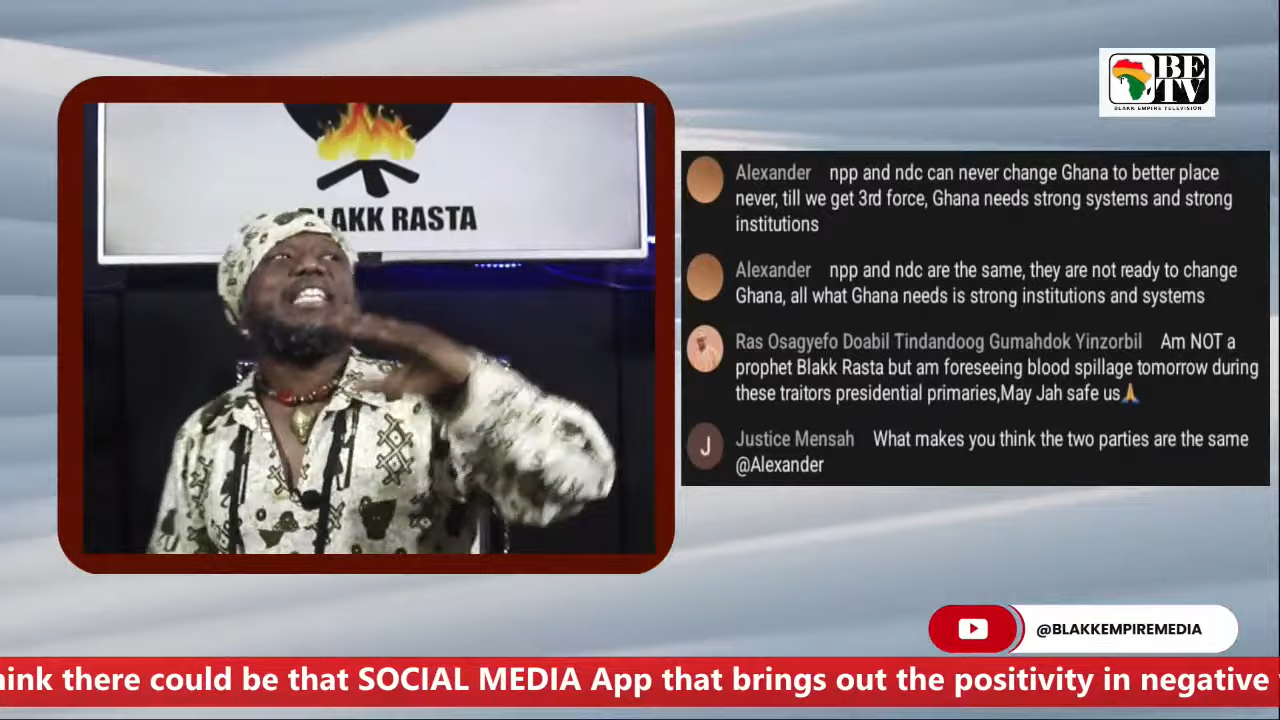 BE
TV
BLAKK EMPIRE TELEVISION
BLAKK RASTA
Alexander npp and ndc can never change Ghana to better place
never, till we get 3rd force, Ghana needs strong systems and strong
institutions
Alexander npp and ndc are the same, they are not ready to change
Ghana, all what Ghana needs is strong institutions and systems
Ras Osagyefo Doabil Tindandoog Gumahdok Yinzorbil Am NOT a
prophet Blakk Rasta but am foreseeing blood spillage tomorrow during
these traitors presidential primaries,May Jah safe us🙏
J Justice Mensah What makes you think the two parties are the same
@Alexander
@BLAKKEMPIREMEDIA
there could be that SOCIAL MEDIA App that brings out the positivity in negative